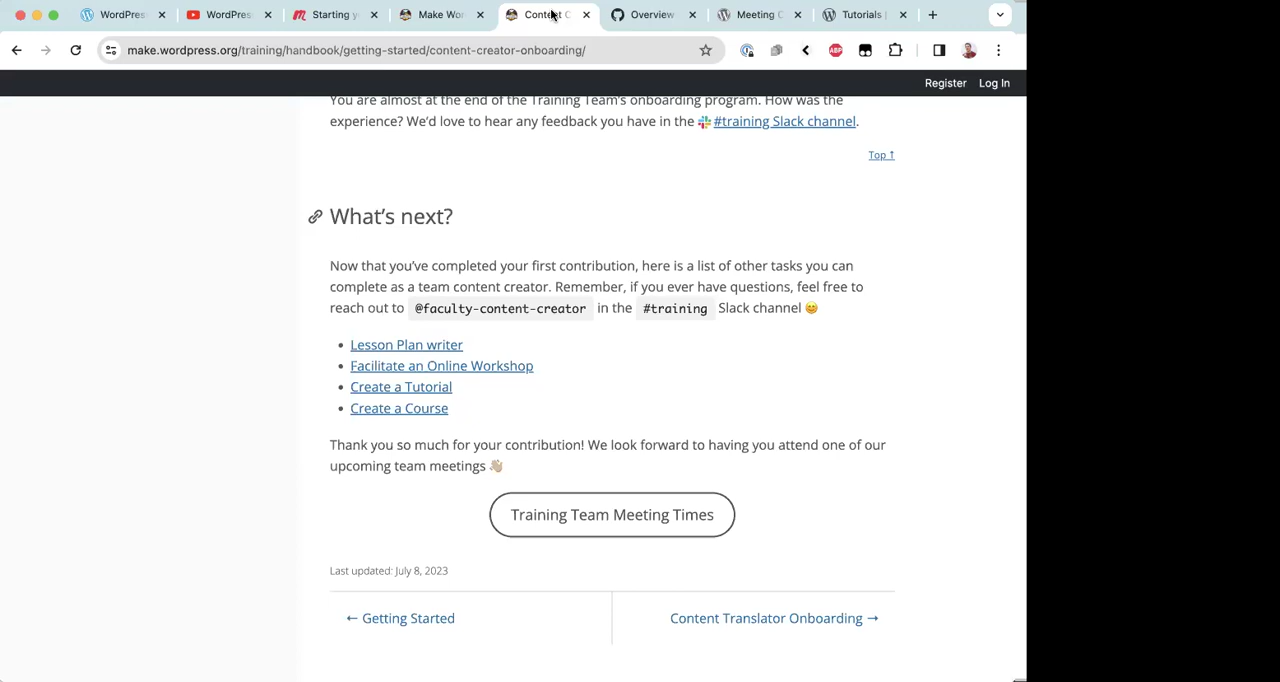 WordPress
WordPress
Starting y
Make Wor
Content C
Overview
Meeting C
Tutorials |
make.wordpress.org/training/handbook/getting-started/content-creator-onboarding/
ABP
Register Log In
You are almost at the end of the Training Team's onboarding program. How was the
experience? We'd love to hear any feedback you have in the #training Slack channel.
Top ↑
What's next?
Now that you've completed your first contribution, here is a list of other tasks you can
complete as a team content creator. Remember, if you ever have questions, feel free to
reach out to @faculty-content-creator in the #training Slack channel 😊
• Lesson Plan writer
• Facilitate an Online Workshop
• Create a Tutorial
• Create a Course
Thank you so much for your contribution! We look forward to having you attend one of our
upcoming team meetings 👋🏼
Training Team Meeting Times
Last updated: July 8, 2023
← Getting Started
Content Translator Onboarding →